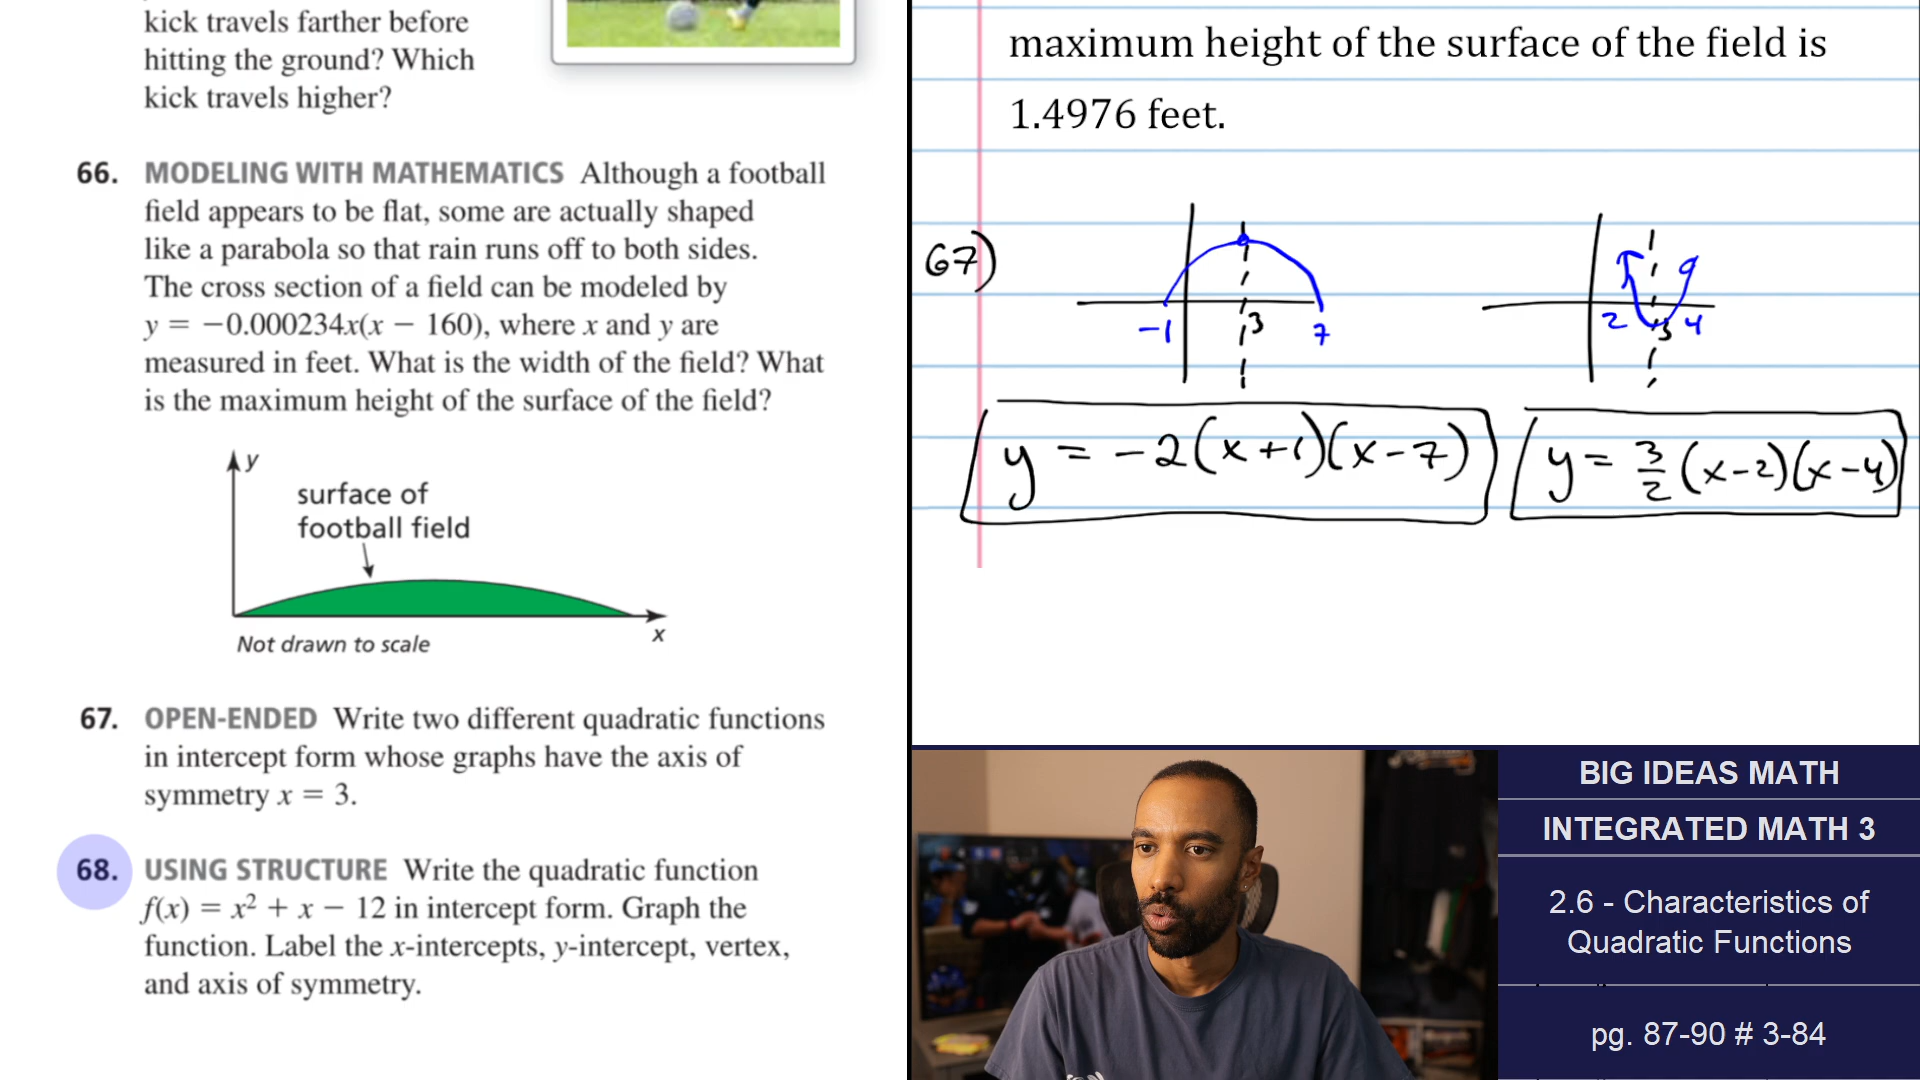 kick travels farther before
hitting the ground? Which
kick travels higher?
66. MODELING WITH MATHEMATICS Although a football
field appears to be flat, some are actually shaped
like a parabola so that rain runs off to both sides.
The cross section of a field can be modeled by
y = −0.000234x(x − 160), where x and y are
measured in feet. What is the width of the field? What
is the maximum height of the surface of the field?
y
surface of
football field
x
Not drawn to scale
67. OPEN-ENDED Write two different quadratic functions
in intercept form whose graphs have the axis of
symmetry x = 3.
68. USING STRUCTURE Write the quadratic function
f(x) = x² + x − 12 in intercept form. Graph the
function. Label the x-intercepts, y-intercept, vertex,
and axis of symmetry.
maximum height of the surface of the field is
1.4976 feet.
67)
-1 3 7
2 3 4
y = -2(x+1)(x-7)
y = 3/2 (x-2)(x-4)
BIG IDEAS MATH
INTEGRATED MATH 3
2.6 - Characteristics of
Quadratic Functions
pg. 87-90 # 3-84